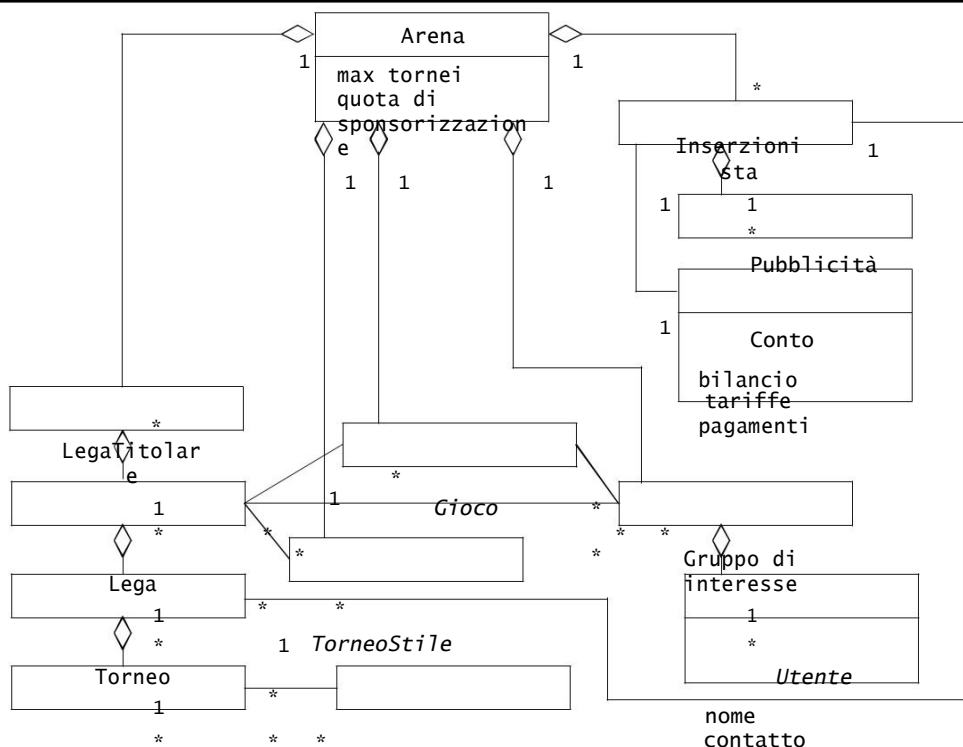 Arena
1
1
max tornei
quota di
sponsorizzazion
e
*
Inserzioni
sta
1
1
1
1
1
1
*
Pubblicità
1
Conto
bilancio
tariffe
pagamenti
*
LegaTitolar
e
*
1
1
Gioco
*
*
*
*
*
*
*
Gruppo di
interesse
Lega
1
*
*
1
*
1
TorneoStile
*
Torneo
1
*
Utente
*
*
*
nome
contatto